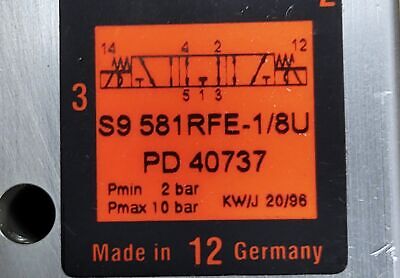 2
14 4 2 12
5 1 3
3
S9 581RFE-1/8U
PD 40737
Pmin 2 bar
Pmax 10 bar KW/J 20/96
Made in 12 Germany